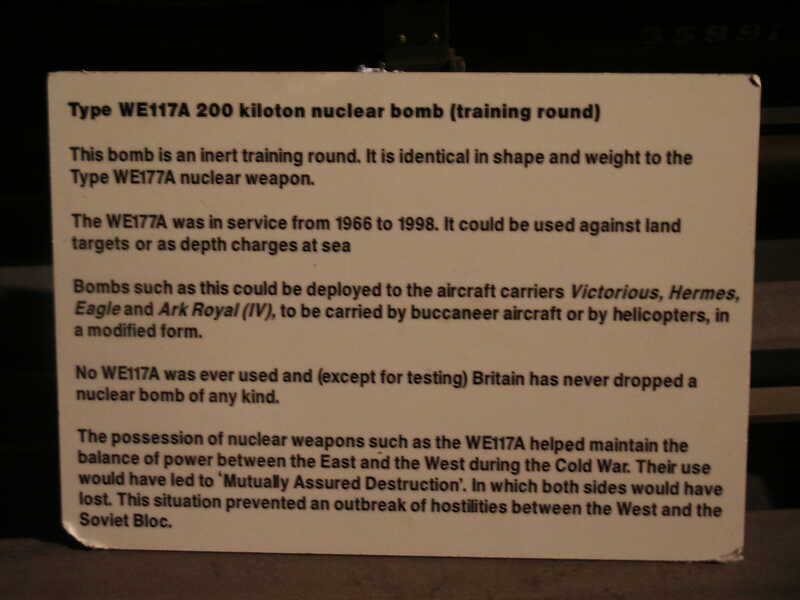 Type WE117A 200 kiloton nuclear bomb (training round)
This bomb is an inert training round. It is identical in shape and weight to the
Type WE177A nuclear weapon.
The WE177A was in service from 1966 to 1998. It could be used against land
targets or as depth charges at sea
Bombs such as this could be deployed to the aircraft carriers Victorious, Hermes,
Eagle and Ark Royal (IV), to be carried by buccaneer aircraft or by helicopters, in
a modified form.
No WE117A was ever used and (except for testing) Britain has never dropped a
nuclear bomb of any kind.
The possession of nuclear weapons such as the WE117A helped maintain the
balance of power between the East and the West during the Cold War. Their use
would have led to ‘Mutually Assured Destruction’. In which both sides would have
lost. This situation prevented an outbreak of hostilities between the West and the
Soviet Bloc.